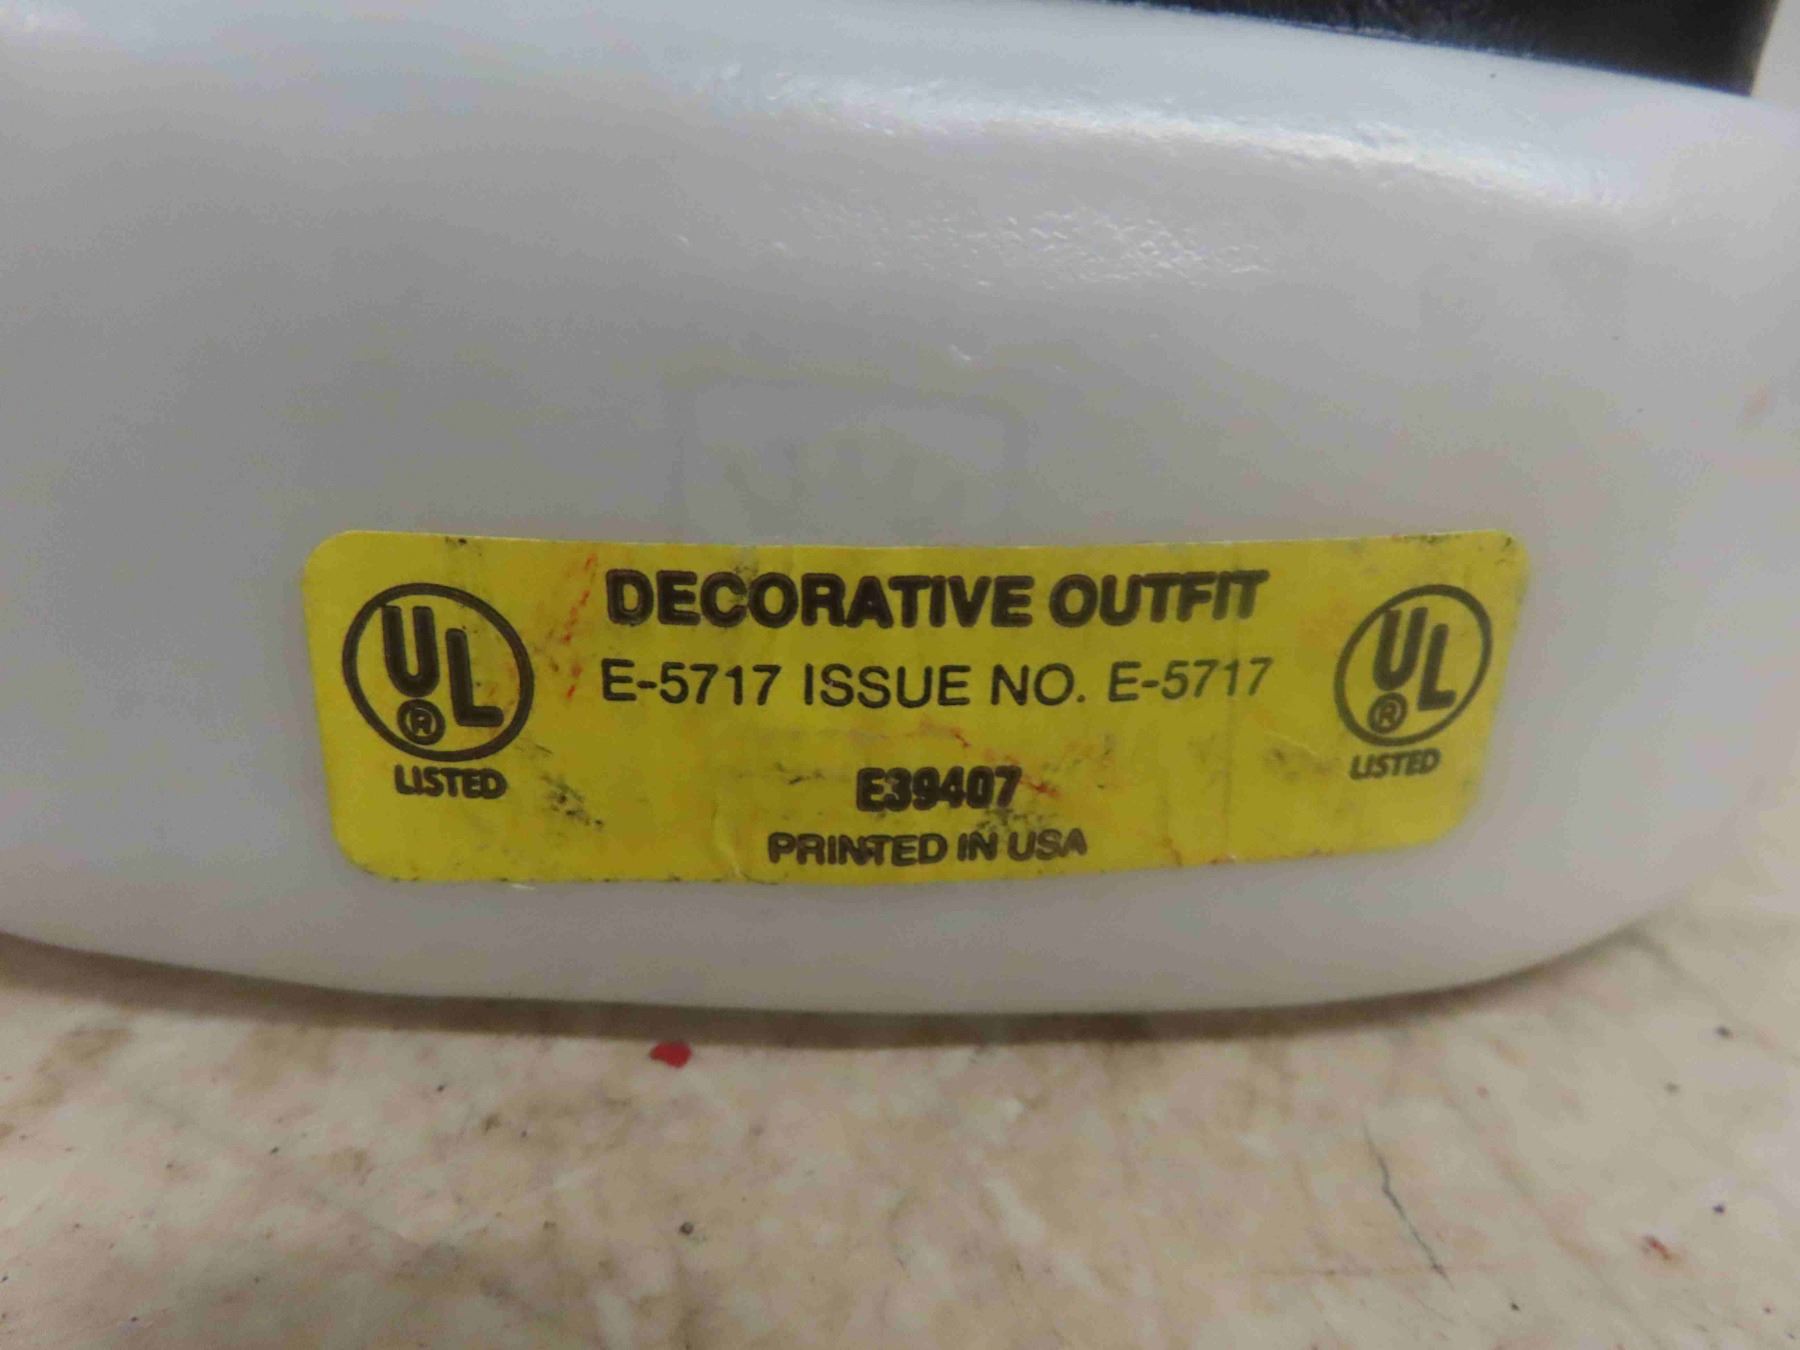 DECORATIVE OUTFIT
E-5717 ISSUE NO. E-5717
E39407
PRINTED IN USA
UL®
LISTED
UL®
LISTED